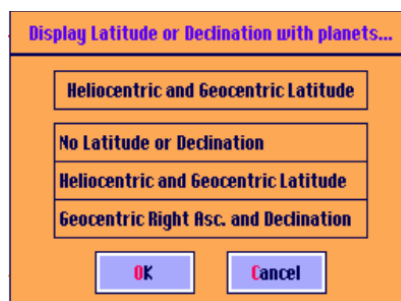 Display Latitude or Declination with planets...
Heliocentric and Geocentric Latitude
No Latitude or Declination
Heliocentric and Geocentric Latitude
Geocentric Right Asc. and Declination
OK Cancel